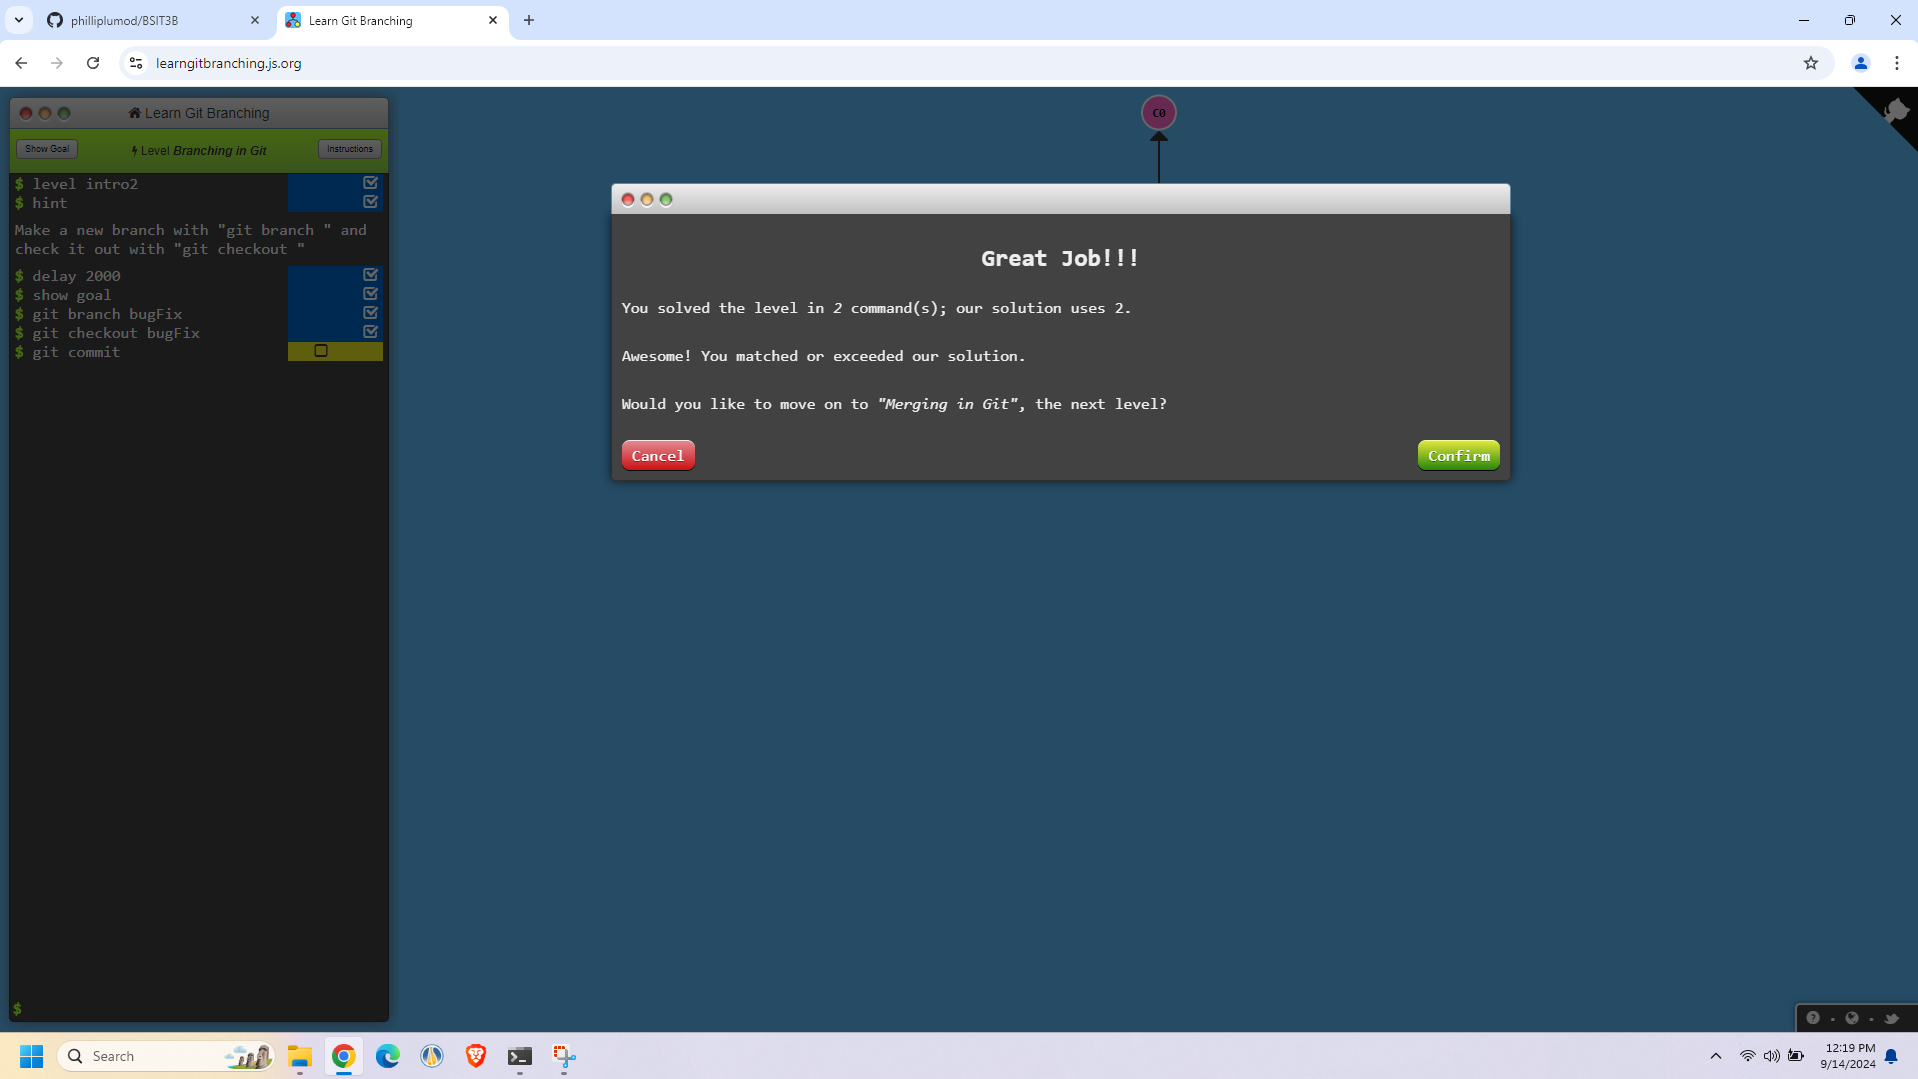 phillliplumod/BSIT3B
Learn Git Branching
learngitbranching.js.org
Learn Git Branching
Show Goal
Level Branching in Git
Instructions
$ level intro2
$ hint
Make a new branch with "git branch " and
check it out with "git checkout "
$ delay 2000
$ show goal
$ git branch bugFix
$ git checkout bugFix
$ git commit
$
C0
Great Job!!!
You solved the level in 2 command(s); our solution uses 2.
Awesome! You matched or exceeded our solution.
Would you like to move on to "Merging in Git", the next level?
Cancel
Confirm
Search
12:19 PM
9/14/2024